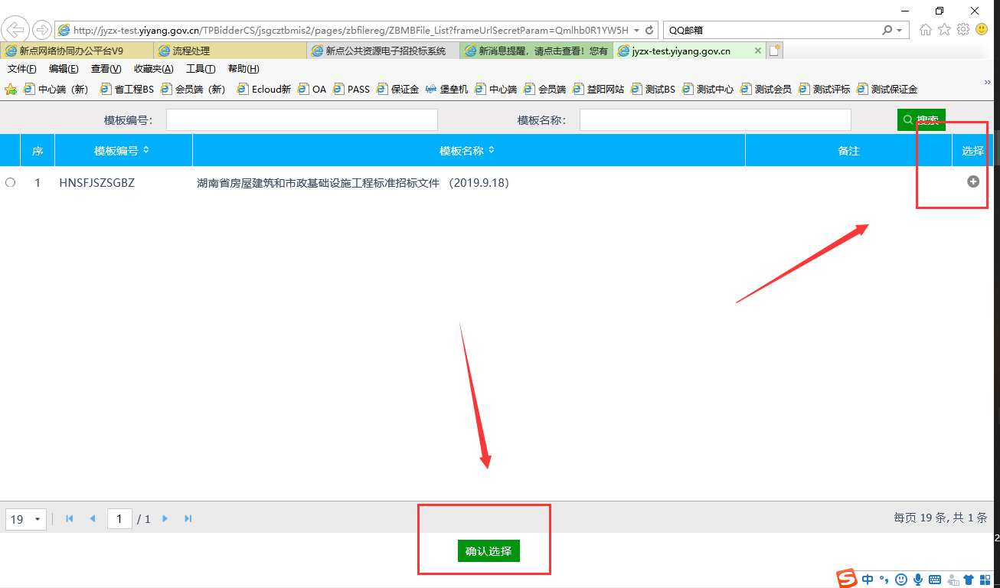 http://jyzx-test.yiyang.gov.cn/TPBidderCS/jsgcztbmis2/pages/zbfilereg/ZBMBFile_List?frameUrlSecretParam=Qmlhb0R1YW5H QQ邮箱
新点网络协同办公平台V9 流程处理 新点公共资源电子招投标系统 新消息提醒，请点击查看！您有 jyzx-test.yiyang.gov.cn
文件(F) 编辑(E) 查看(V) 收藏夹(A) 工具(T) 帮助(H)
中心端（新） 省工程BS 会员端（新） Ecloud新 OA PASS 保证金 堡垒机 中心端 会员端 益阳网站 测试BS 测试中心 测试会员 测试评标 测试保证金 »
模板编号： 模板名称： 搜索
序 模板编号 模板名称 备注 选择
1 HNSFJSZSGBZ 湖南省房屋建筑和市政基础设施工程标准招标文件 （2019.9.18）
19 1 / 1 每页 19 条, 共 1 条
确认选择
2
S 中